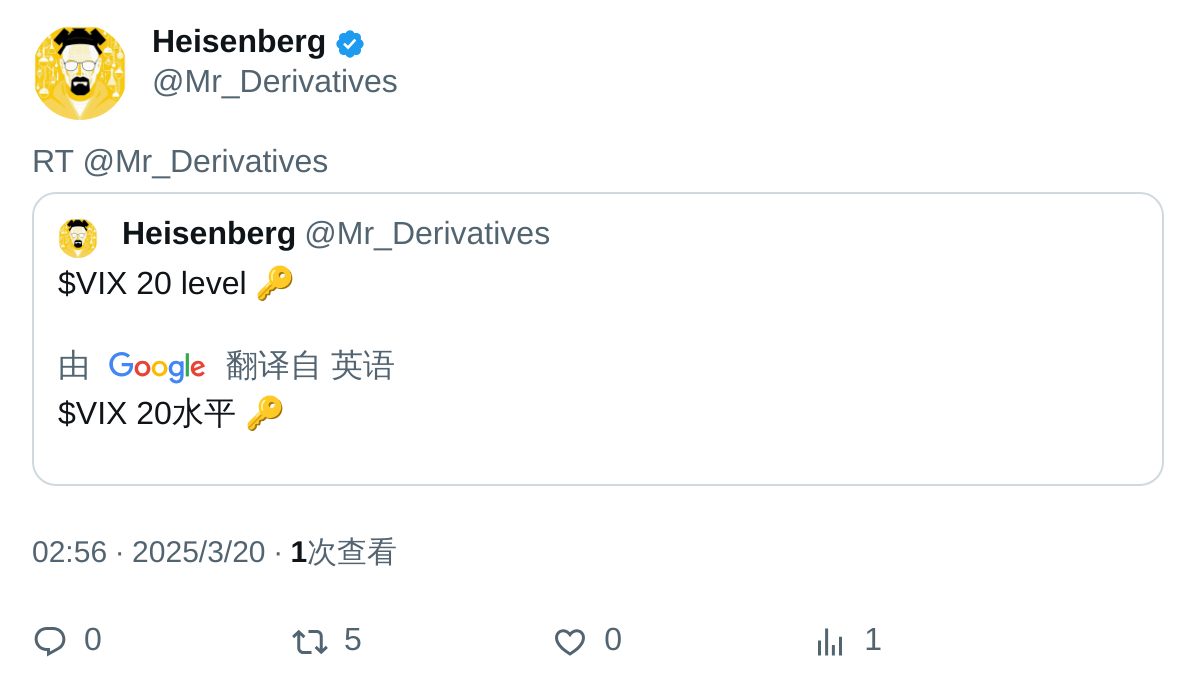 Heisenberg
@Mr_Derivatives
RT @Mr_Derivatives
Heisenberg @Mr_Derivatives
$VIX 20 level 🔑
由 Google 翻译自 英语
$VIX 20水平 🔑
02:56 · 2025/3/20 · 1次查看
0 5 0 1